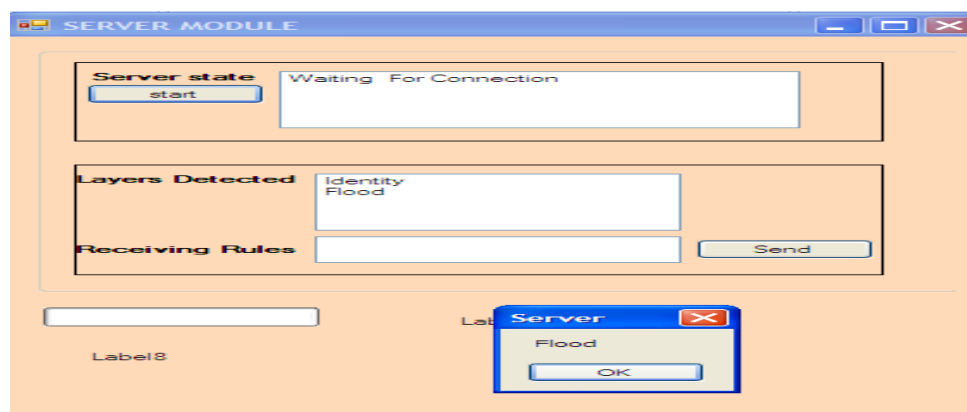 SERVER MODULE
Server state
start
Waiting For Connection
Layers Detected
Identity
Flood
Receiving Rules
Send
Server
Flood
OK
Label8